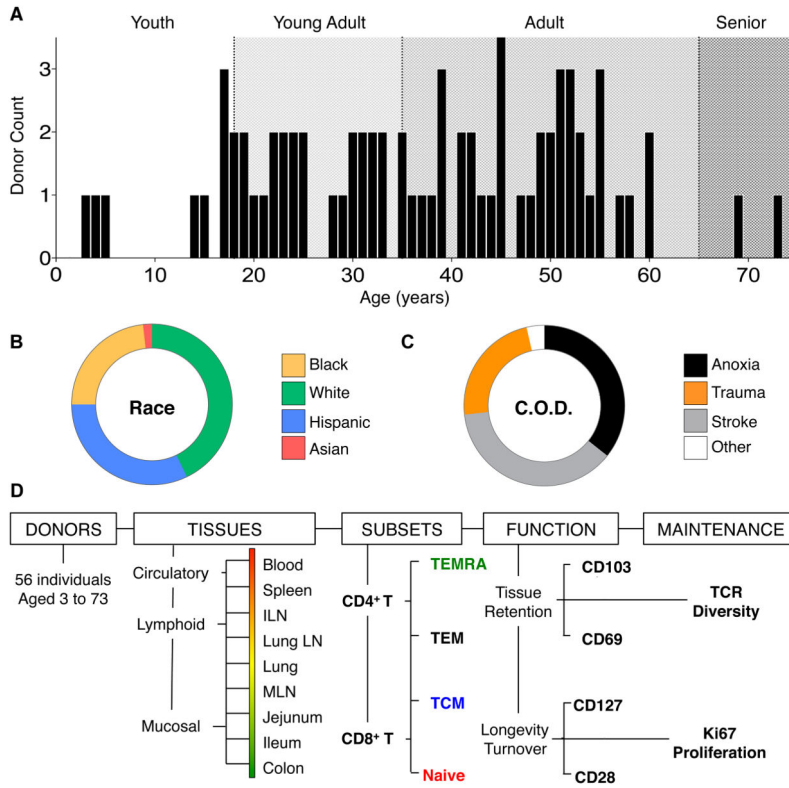 A
Youth
Young Adult
Adult
Senior
Donor Count
3
2
1
0
0
10
20
30
40
50
60
70
Age (years)
B
Race
Black
White
Hispanic
Asian
C
C.O.D.
Anoxia
Trauma
Stroke
Other
D
DONORS
TISSUES
SUBSETS
FUNCTION
MAINTENANCE
56 individuals
Aged 3 to 73
Circulatory
Lymphoid
Mucosal
Blood
Spleen
ILN
Lung LN
Lung
MLN
Jejunum
Ileum
Colon
CD4⁺ T
CD8⁺ T
TEMRA
TEM
TCM
Naive
Tissue
Retention
Longevity
Turnover
CD103
CD69
CD127
CD28
TCR
Diversity
Ki67
Proliferation